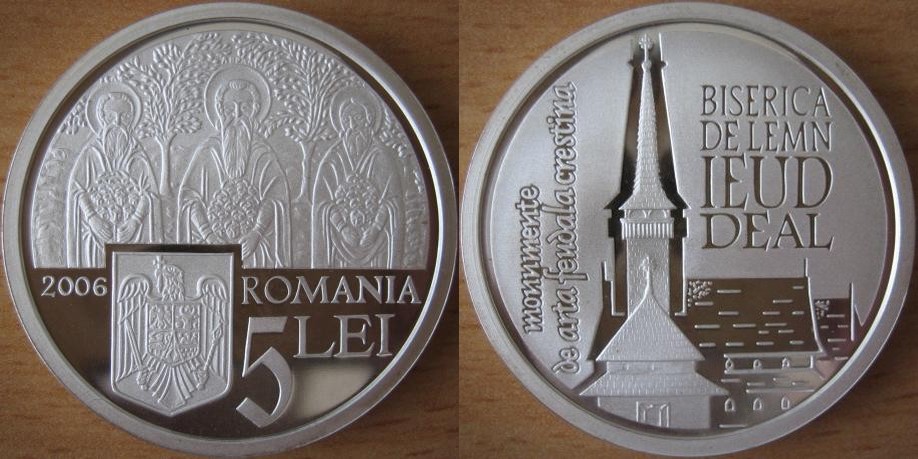 2006
ROMANIA
5 LEI
monumente
de arta feudala crestina
BISERICA
DE LEMN
IEUD
DEAL